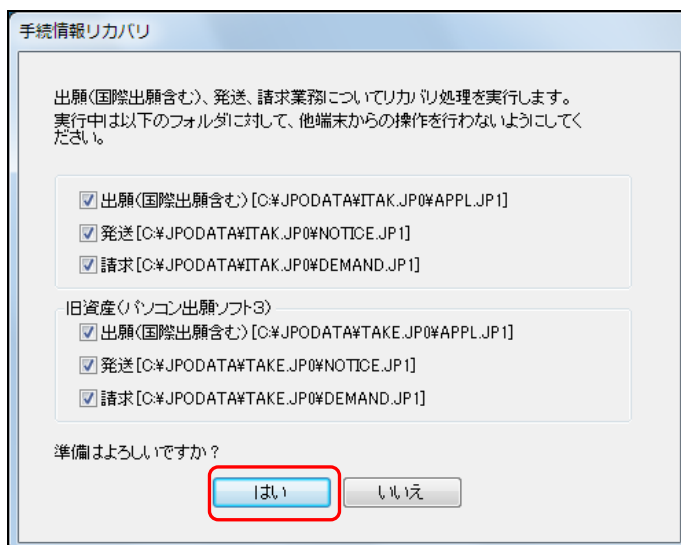 手続情報リカバリ
出願(国際出願含む)、発送、請求業務についてリカバリ処理を実行します。
実行中は以下のフォルダに対して、他端末からの操作を行わないようにしてく
ださい。
出願(国際出願含む)[C:¥JPODATA¥ITAK.JP0¥APPL.JP1]
発送[C:¥JPODATA¥ITAK.JP0¥NOTICE.JP1]
請求[C:¥JPODATA¥ITAK.JP0¥DEMAND.JP1]
旧資産(パソコン出願ソフト3)
出願(国際出願含む)[C:¥JPODATA¥TAKE.JP0¥APPL.JP1]
発送[C:¥JPODATA¥TAKE.JP0¥NOTICE.JP1]
請求[C:¥JPODATA¥TAKE.JP0¥DEMAND.JP1]
準備はよろしいですか？
はい いいえ